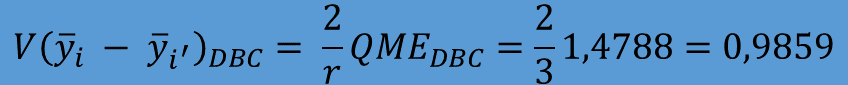 V(ȳᵢ − ȳᵢ′)_DBC = 2/r QME_DBC = 2/3 1,4788 = 0,9859